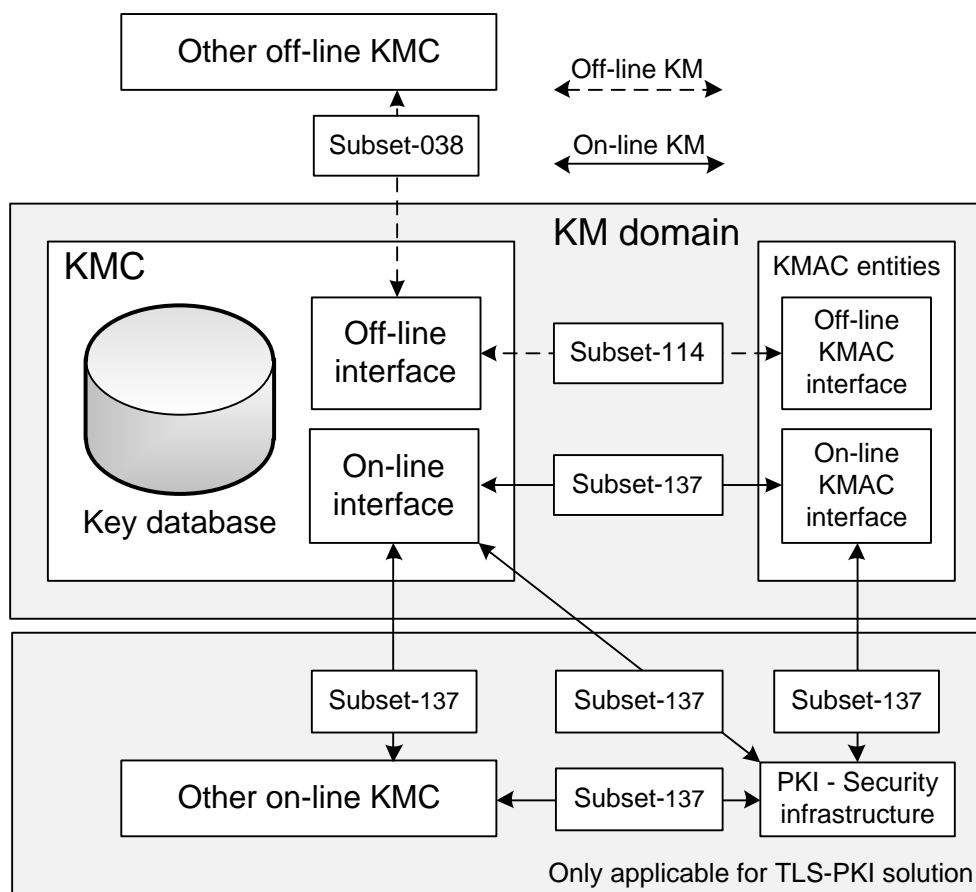 Other off-line KMC
Off-line KM
Subset-038
On-line KM
KM domain
KMC
KMAC entities
Off-line
interface
Subset-114
Off-line
KMAC
interface
On-line
interface
Subset-137
On-line
KMAC
interface
Key database
Subset-137
Subset-137
Subset-137
Other on-line KMC
Subset-137
PKI - Security
infrastructure
Only applicable for TLS-PKI solution